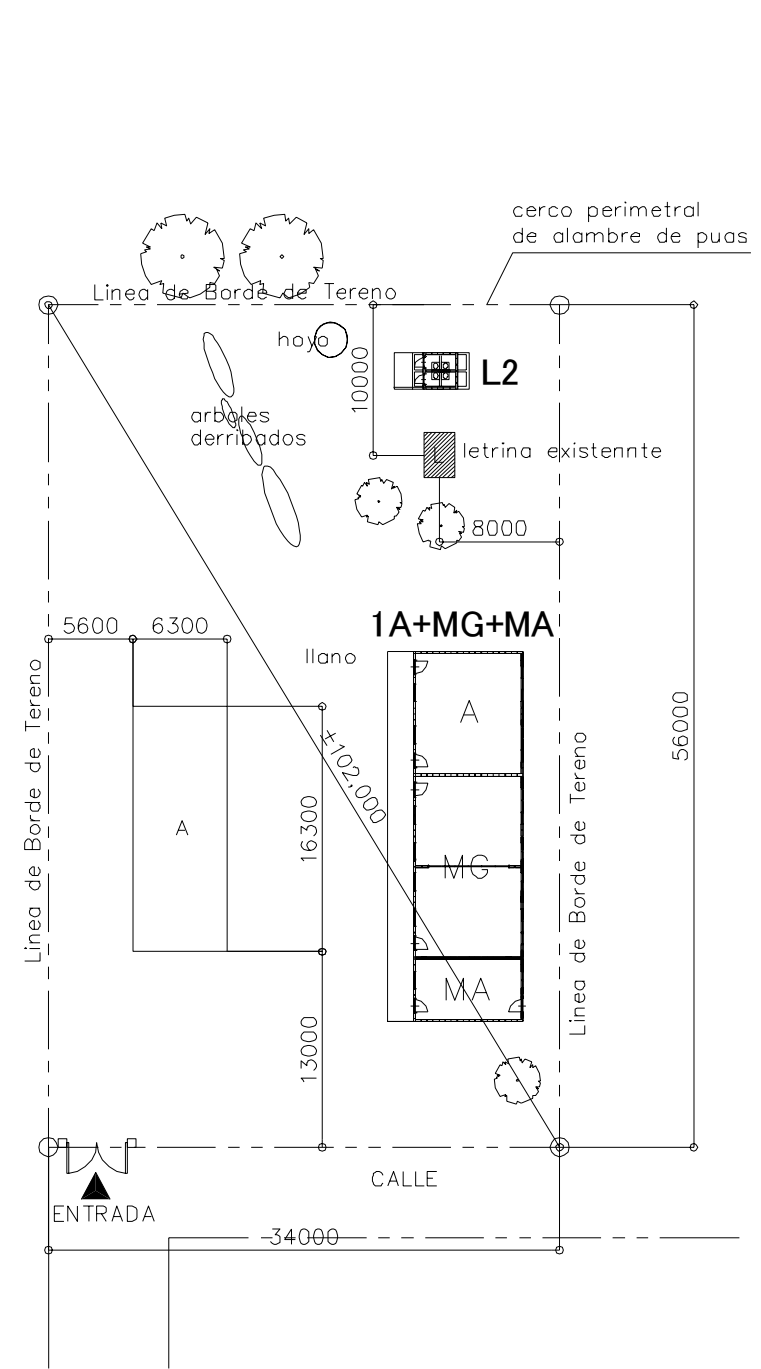 cerco perimetral
de alambre de puas
Linea de Borde de Tereno
hoyo
10000
L2
arboles
derribados
L
letrina existennte
8000
1A+MG+MA
5600
6300
llano
A
Linea de Borde de Tereno
±102,000
56000
Linea de Borde de Tereno
A
16300
MG
MA
13000
CALLE
ENTRADA
34000